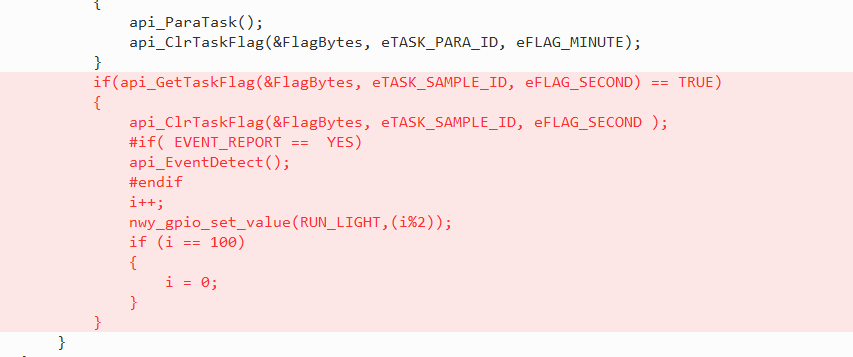 {
api_ParaTask();
api_ClrTaskFlag(&FlagBytes, eTASK_PARA_ID, eFLAG_MINUTE);
}
if(api_GetTaskFlag(&FlagBytes, eTASK_SAMPLE_ID, eFLAG_SECOND) == TRUE)
{
api_ClrTaskFlag(&FlagBytes, eTASK_SAMPLE_ID, eFLAG_SECOND );
#if( EVENT_REPORT ==  YES)
api_EventDetect();
#endif
i++;
nwy_gpio_set_value(RUN_LIGHT,(i%2));
if (i == 100)
{
i = 0;
}
}
}